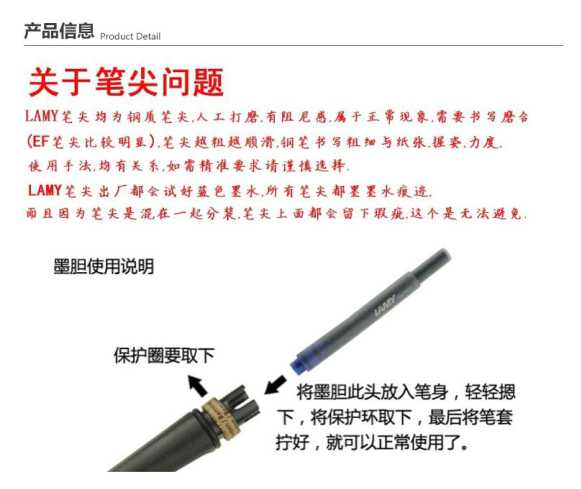 产品信息 Product Detail
关于笔尖问题
LAMY笔尖均为钢质笔尖,人工打磨,有阻尼感,属于正常现象,需要书写磨合
(EF笔尖比较明显),笔尖越粗越顺滑,钢笔书写粗细与纸张,握姿,力度,
使用手法,均有关系,如需精准要求请谨慎选择.
LAMY笔尖出厂都会试好蓝色墨水,所有笔尖都里墨水痕迹,
而且因为笔尖是混在一起分装,笔尖上面都会留下瑕疵,这个是无法避免.
墨胆使用说明
LAMY
保护圈要取下
将墨胆此头放入笔身，轻轻摁
下，将保护环取下，最后将笔套
拧好，就可以正常使用了。